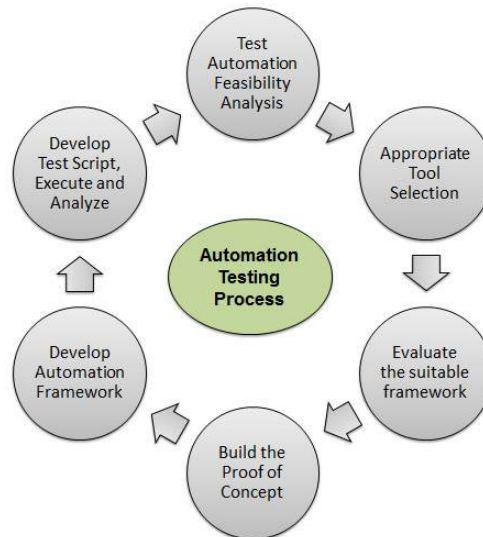 Test
Automation
Feasibility
Analysis
Appropriate
Tool
Selection
Evaluate
the suitable
framework
Build the
Proof of
Concept
Develop
Automation
Framework
Develop
Test Script,
Execute and
Analyze
Automation
Testing
Process